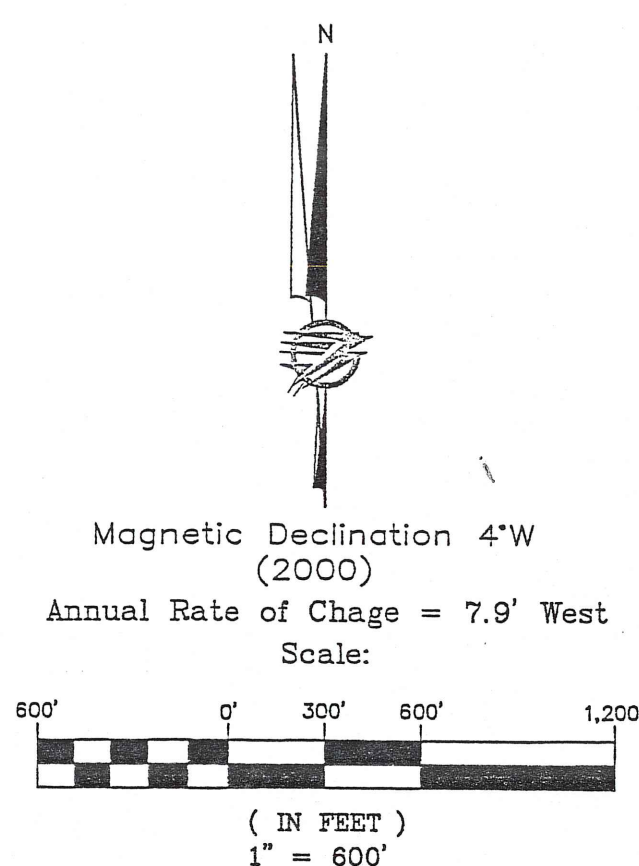 N
Magnetic Declination 4°W
(2000)
Annual Rate of Chage = 7.9' West
Scale:
600' 0' 300' 600' 1,200
( IN FEET )
1" = 600'